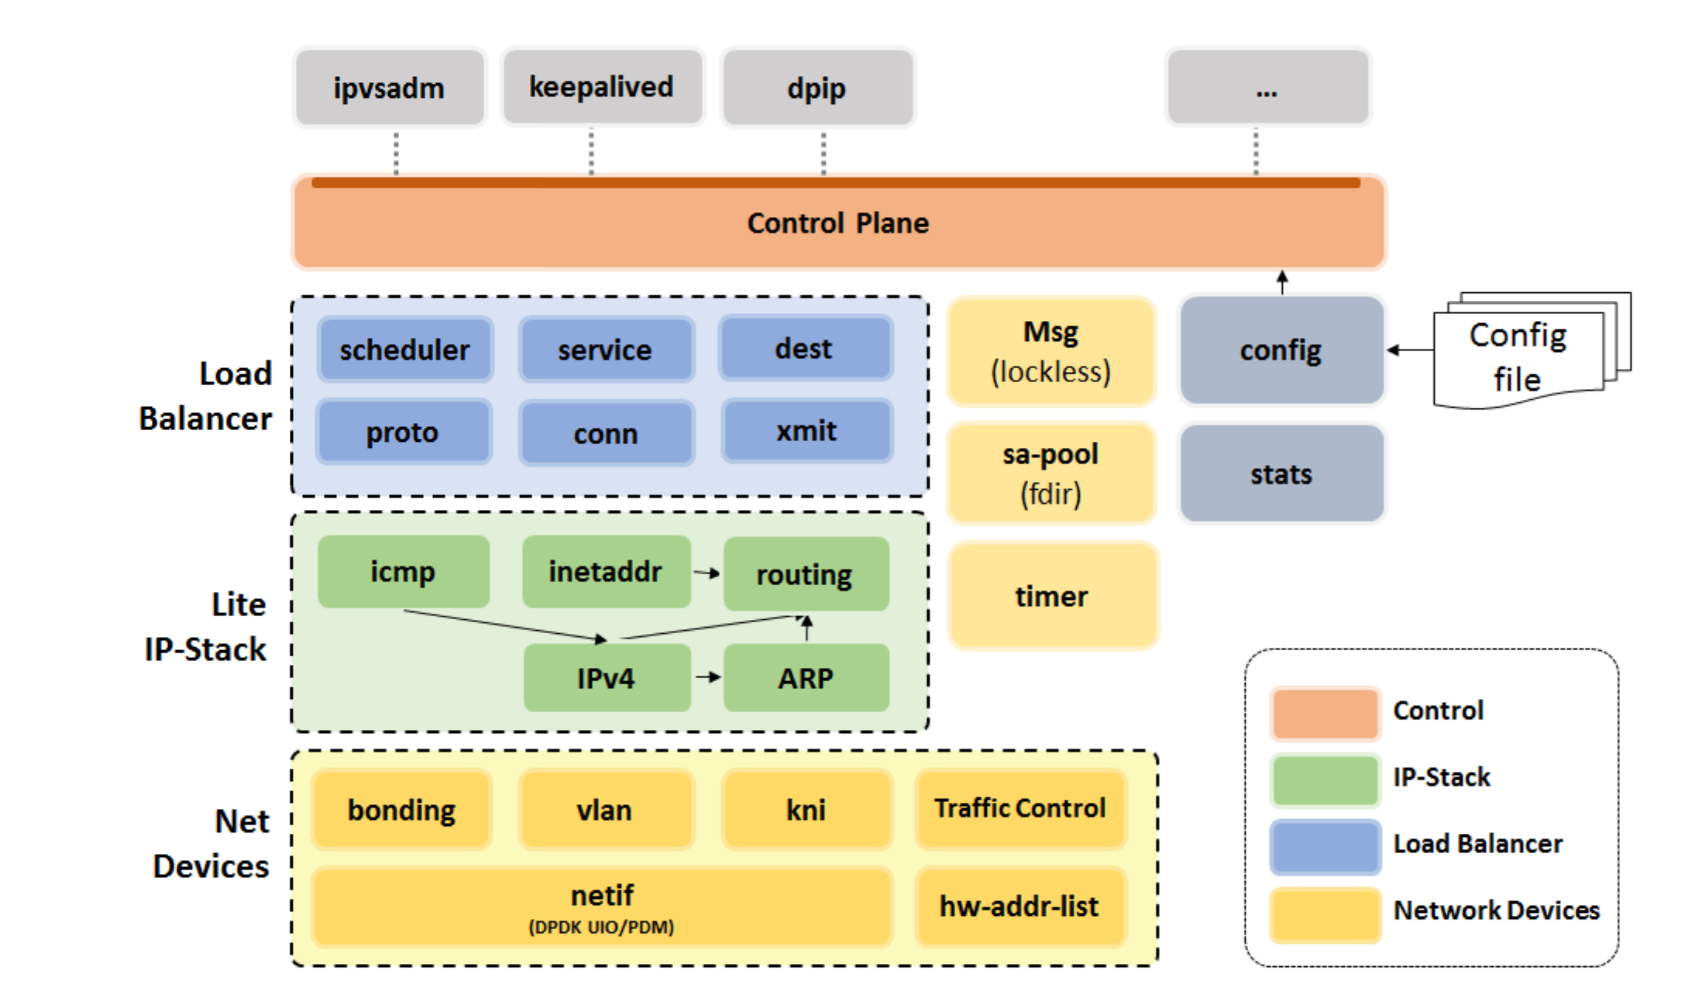 ipvsadm
keepalived
dpip
...
Control Plane
Load
Balancer
scheduler
service
dest
proto
conn
xmit
Msg
(lockless)
config
Config
file
sa-pool
(fdir)
stats
Lite
IP-Stack
icmp
inetaddr
routing
IPv4
ARP
timer
Net
Devices
bonding
vlan
kni
Traffic Control
netif
(DPDK UIO/PDM)
hw-addr-list
Control
IP-Stack
Load Balancer
Network Devices